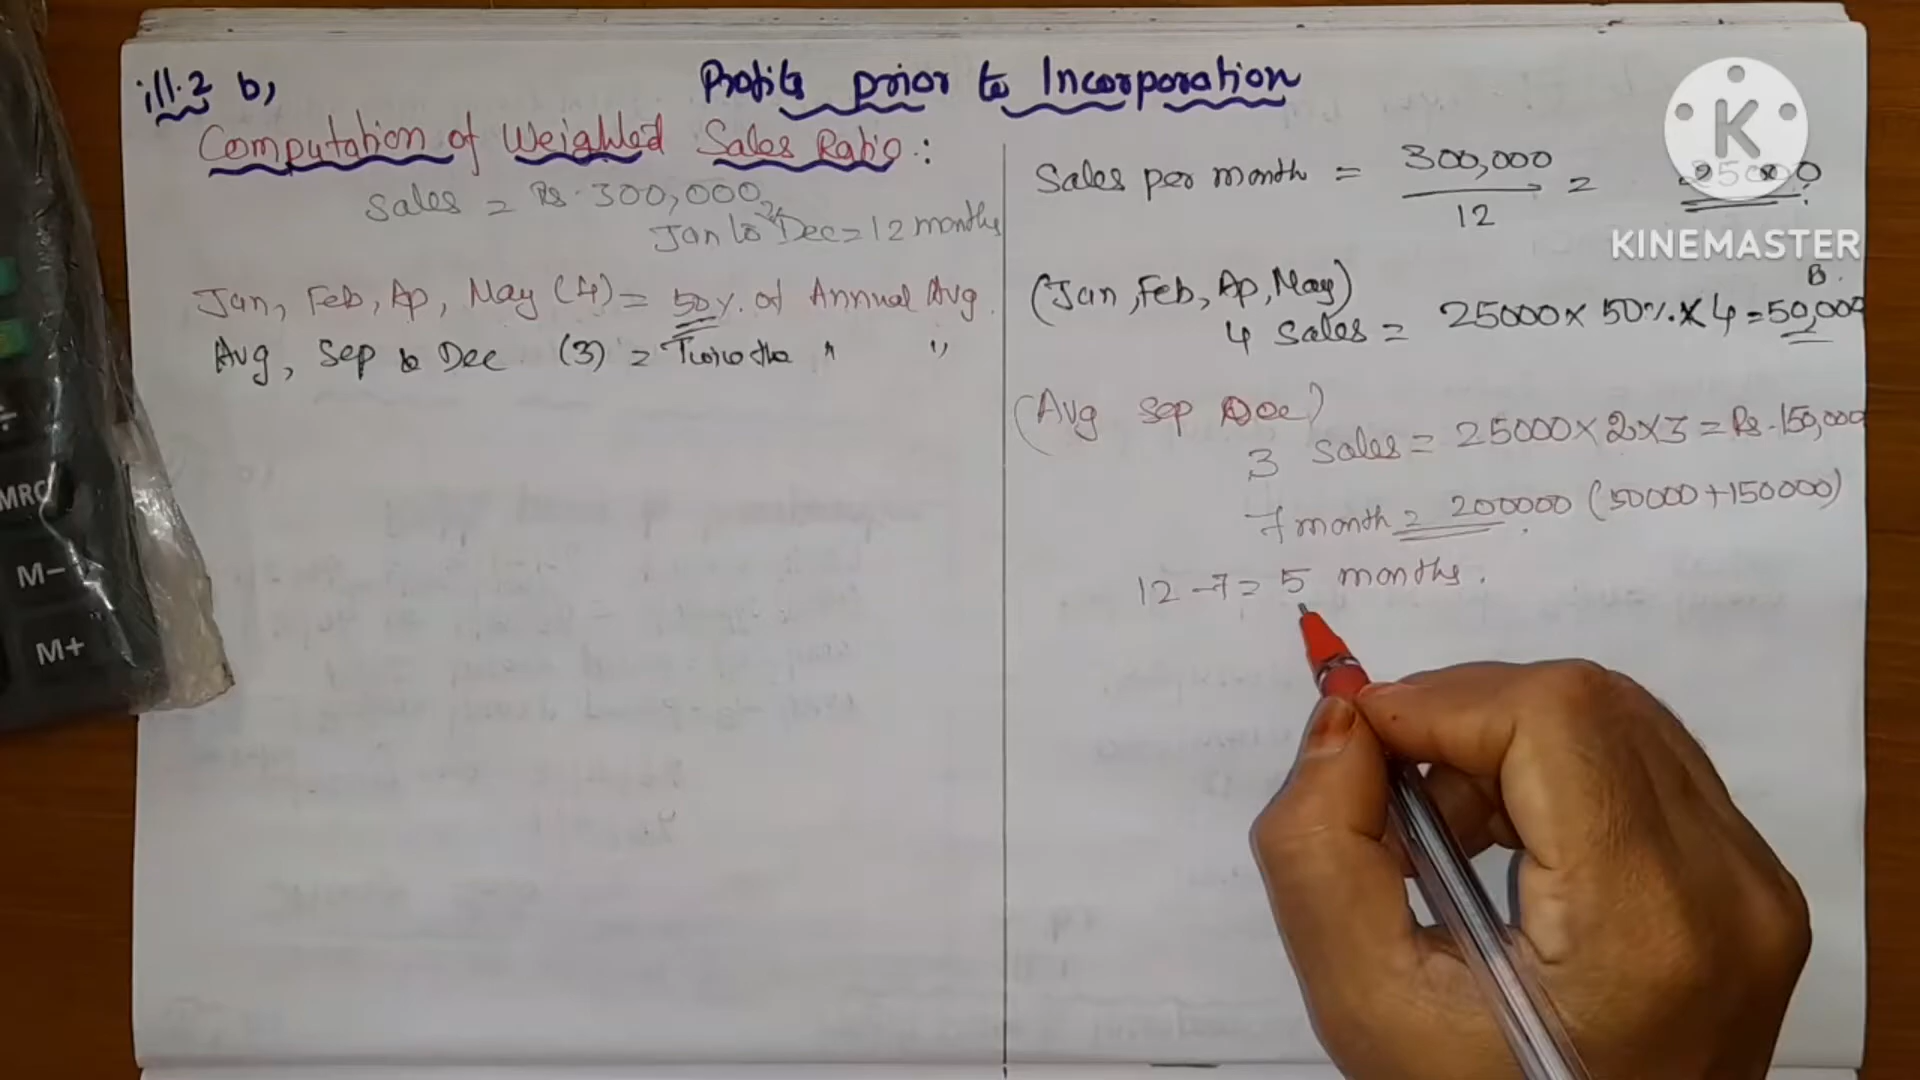 ill.2 b,
Profits prior to Incorporation
Computation of Weighted Sales Ratio :
Sales = Rs. 300,000,
Jan to Dec = 12 months
Jan, Feb, Ap, May (4) = 50% of Annual Avg.
Aug, Sep & Dec (3) = Twice the " "
Sales per month = 300,000 / 12 = 25000
(Jan, Feb, Ap, May)
4 Sales = 25000 x 50% x 4 = 50,000
(Aug Sep Dec)
3 Sales = 25000 x 2 x 3 = Rs. 150,000
7 month = 200000 (50000+150000)
12 - 7 = 5 months.
K
KINEMASTER
÷
MRC
M-
M+